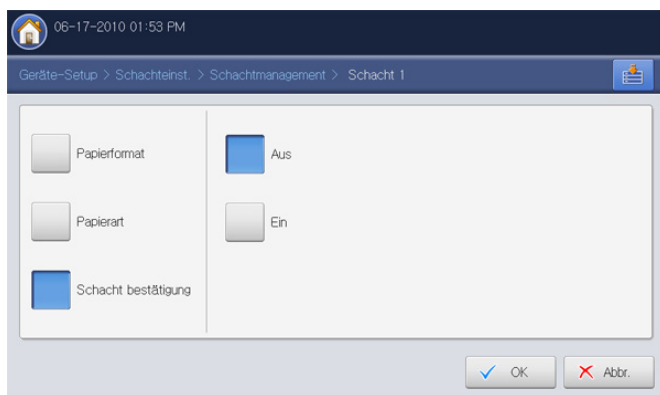 06-17-2010 01:53 PM
Geräte-Setup > Schachteinst. > Schachtmanagement > Schacht 1
Papierformat
Aus
Papierart
Ein
Schacht bestätigung
OK
Abbr.